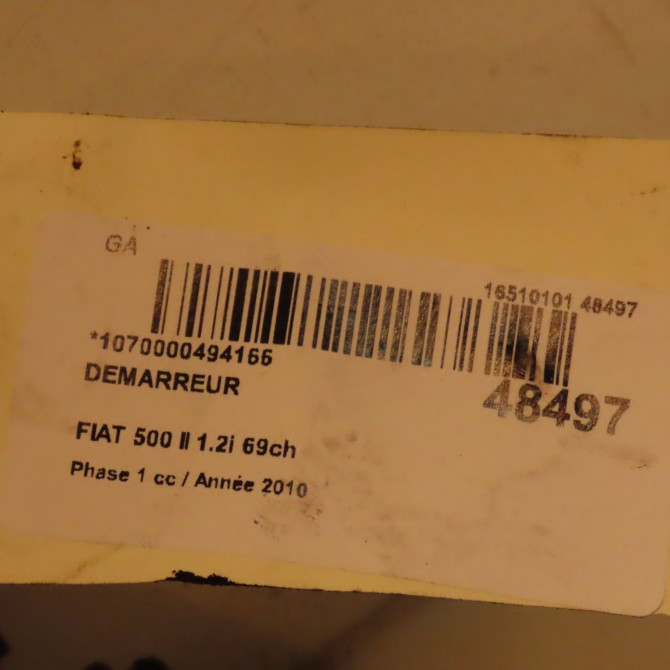 GA
16510101 48497
*1070000494166
DEMARREUR
48497
FIAT 500 II 1.2i 69ch
Phase 1 cc / Année 2010